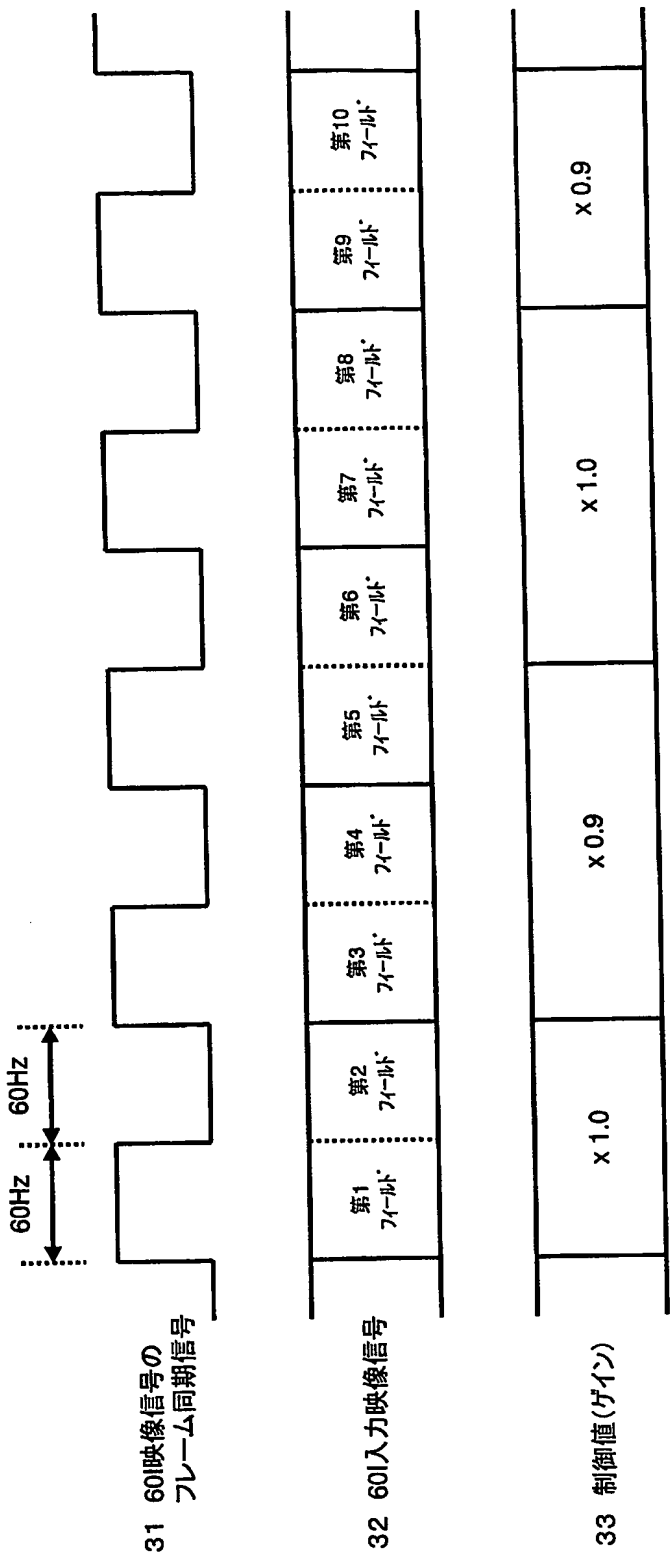 60Hz
60Hz
31 60I映像信号の
フレーム同期信号
32 60I入力映像信号
第1
フィールド
第2
フィールド
第3
フィールド
第4
フィールド
第5
フィールド
第6
フィールド
第7
フィールド
第8
フィールド
第9
フィールド
第10
フィールド
33 制御値(ゲイン)
x 1.0
x 0.9
x 1.0
x 0.9